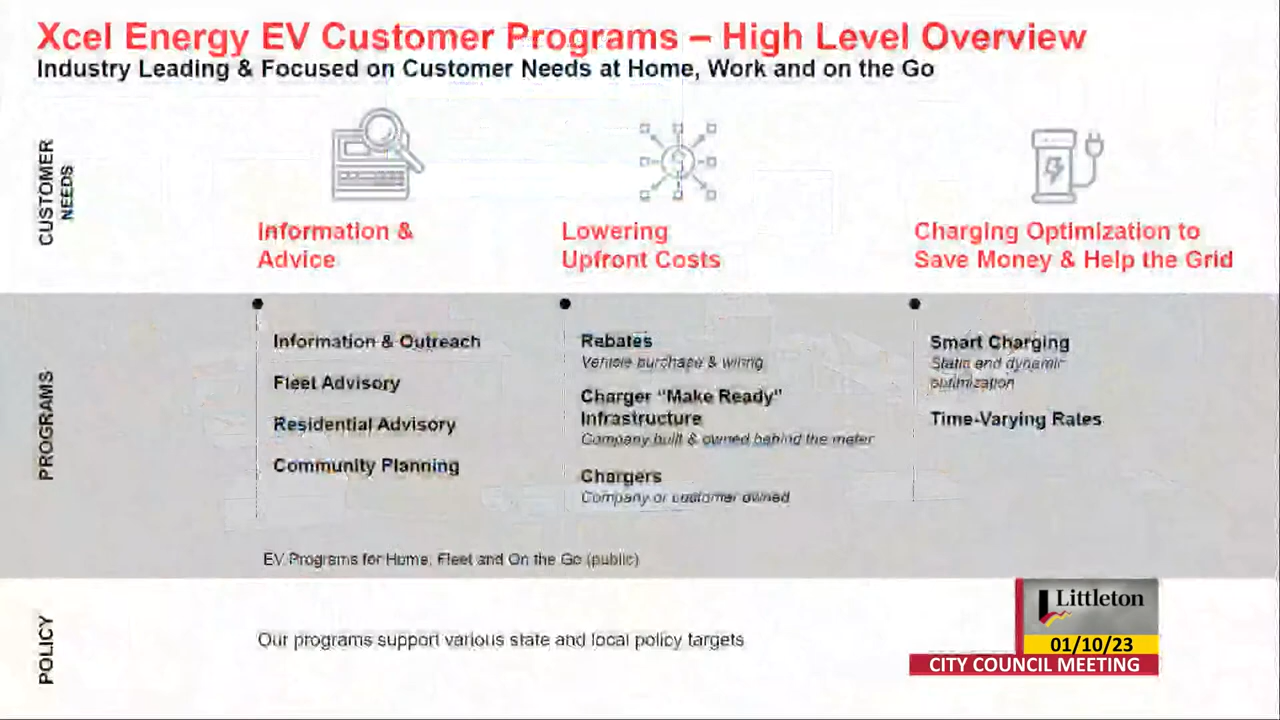 Xcel Energy EV Customer Programs – High Level Overview
Industry Leading & Focused on Customer Needs at Home, Work and on the Go
CUSTOMER
NEEDS
Information &
Advice
Lowering
Upfront Costs
Charging Optimization to
Save Money & Help the Grid
PROGRAMS
Information & Outreach
Fleet Advisory
Residential Advisory
Community Planning
Rebates
Vehicle purchase & wiring
Charger “Make Ready”
Infrastructure
Company built & owned behind the meter
Chargers
Company or customer owned
Smart Charging
Static and dynamic
optimization
Time-Varying Rates
EV Programs for Home, Fleet and On the Go (public)
POLICY
Our programs support various state and local policy targets
Littleton
01/10/23
CITY COUNCIL MEETING